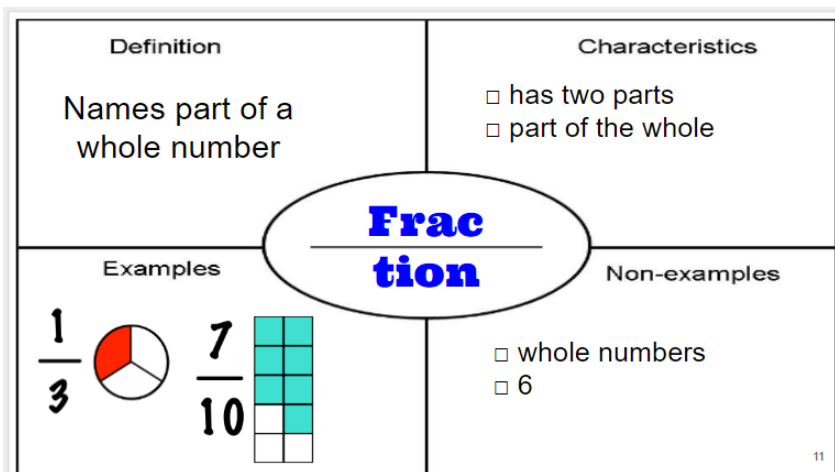 Definition
Names part of a
whole number
Characteristics
□ has two parts
□ part of the whole
Frac
tion
Examples
1
3
7
10
Non-examples
□ whole numbers
□ 6
11